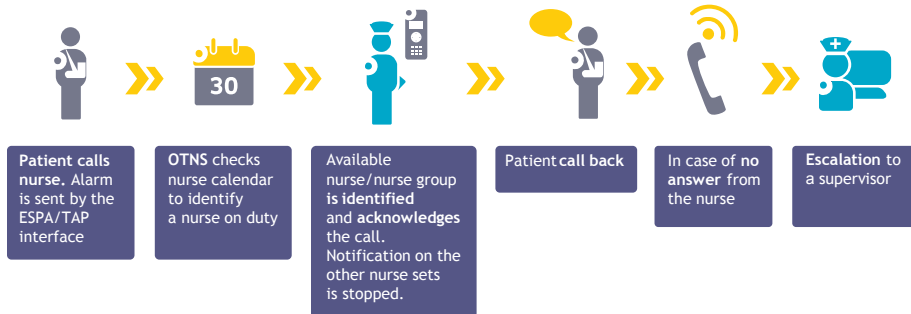 30
Patient calls
nurse. Alarm
is sent by the
ESPA/TAP
interface
OTNS checks
nurse calendar
to identify
a nurse on duty
Available
nurse/nurse group
is identified
and acknowledges
the call.
Notification on the
other nurse sets
is stopped.
Patient call back
In case of no
answer from
the nurse
Escalation to
a supervisor